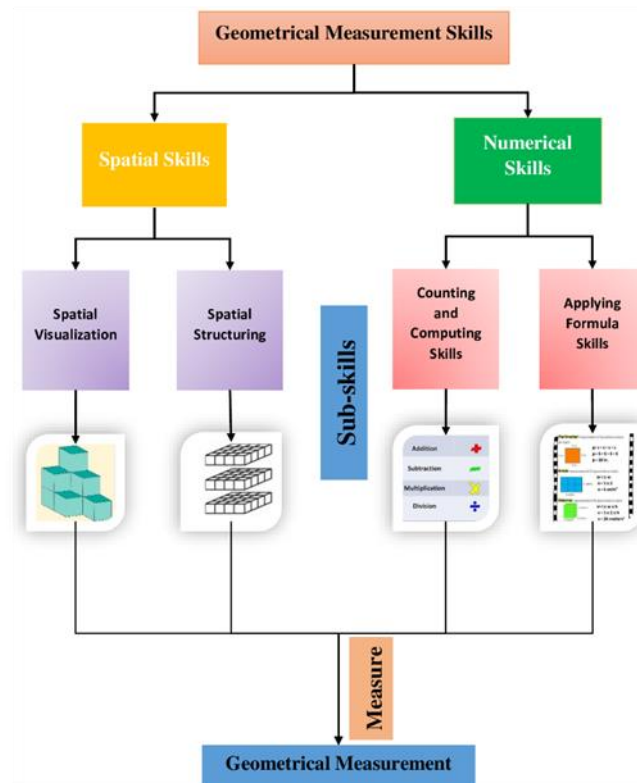 Geometrical Measurement Skills
Spatial Skills
Numerical
Skills
Spatial
Visualization
Spatial
Structuring
Counting
and
Computing
Skills
Applying
Formula
Skills
Sub-skills
Addition
Subtraction
Multiplication
Division
Measure
Geometrical Measurement